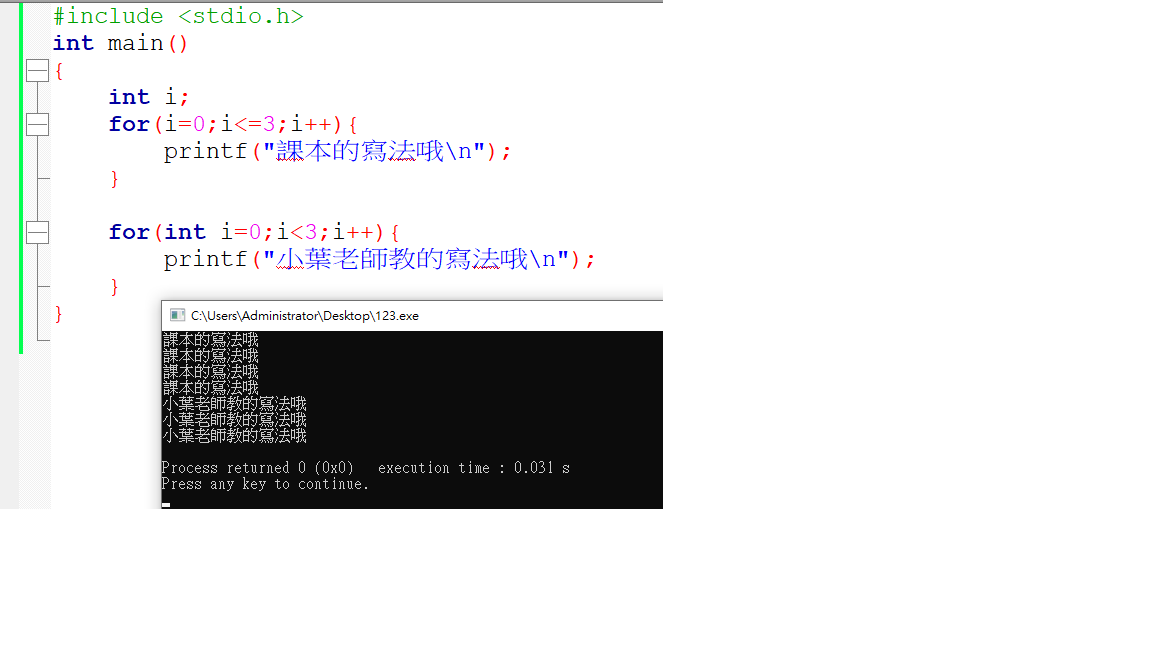 #include <stdio.h>
int main()
{
int i;
for(i=0;i<=3;i++){
printf("課本的寫法哦\n");
}
for(int i=0;i<3;i++){
printf("小葉老師教的寫法哦\n");
}
}
C:\Users\Administrator\Desktop\123.exe
課本的寫法哦
課本的寫法哦
課本的寫法哦
課本的寫法哦
小葉老師教的寫法哦
小葉老師教的寫法哦
小葉老師教的寫法哦
Process returned 0 (0x0)   execution time : 0.031 s
Press any key to continue.